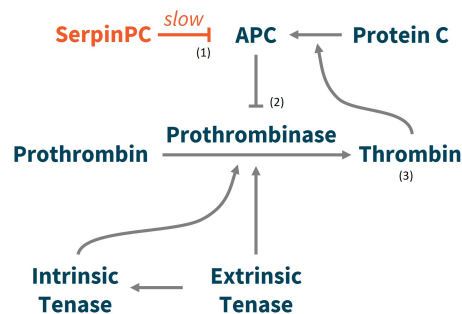 slow
SerpinPC
APC
Protein C
(1)
(2)
Prothrombinase
Prothrombin
Thrombin
(3)
Intrinsic
Tenase
Extrinsic
Tenase